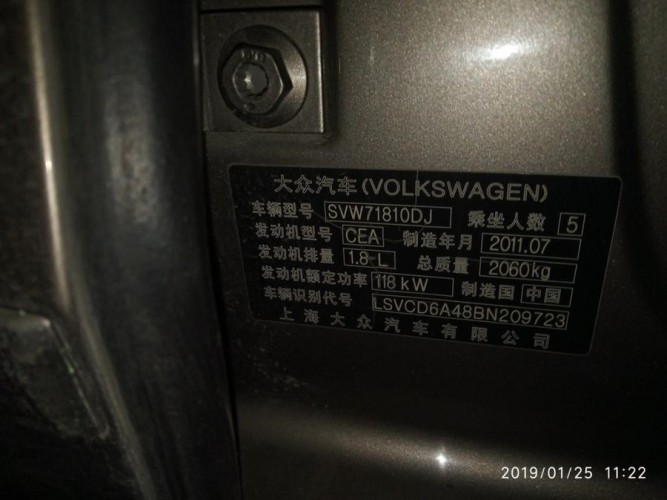 大众汽车(VOLKSWAGEN)
车辆型号 SVW71810DJ 乘坐人数 5
发动机型号 CEA 制造年月 2011.07
发动机排量 1.8 L 总质量 2060kg
发动机额定功率 118 kW 制造国 中国
车辆识别代号 LSVCD6A48BN209723
上海大众汽车有限公司
2019/01/25 11:22